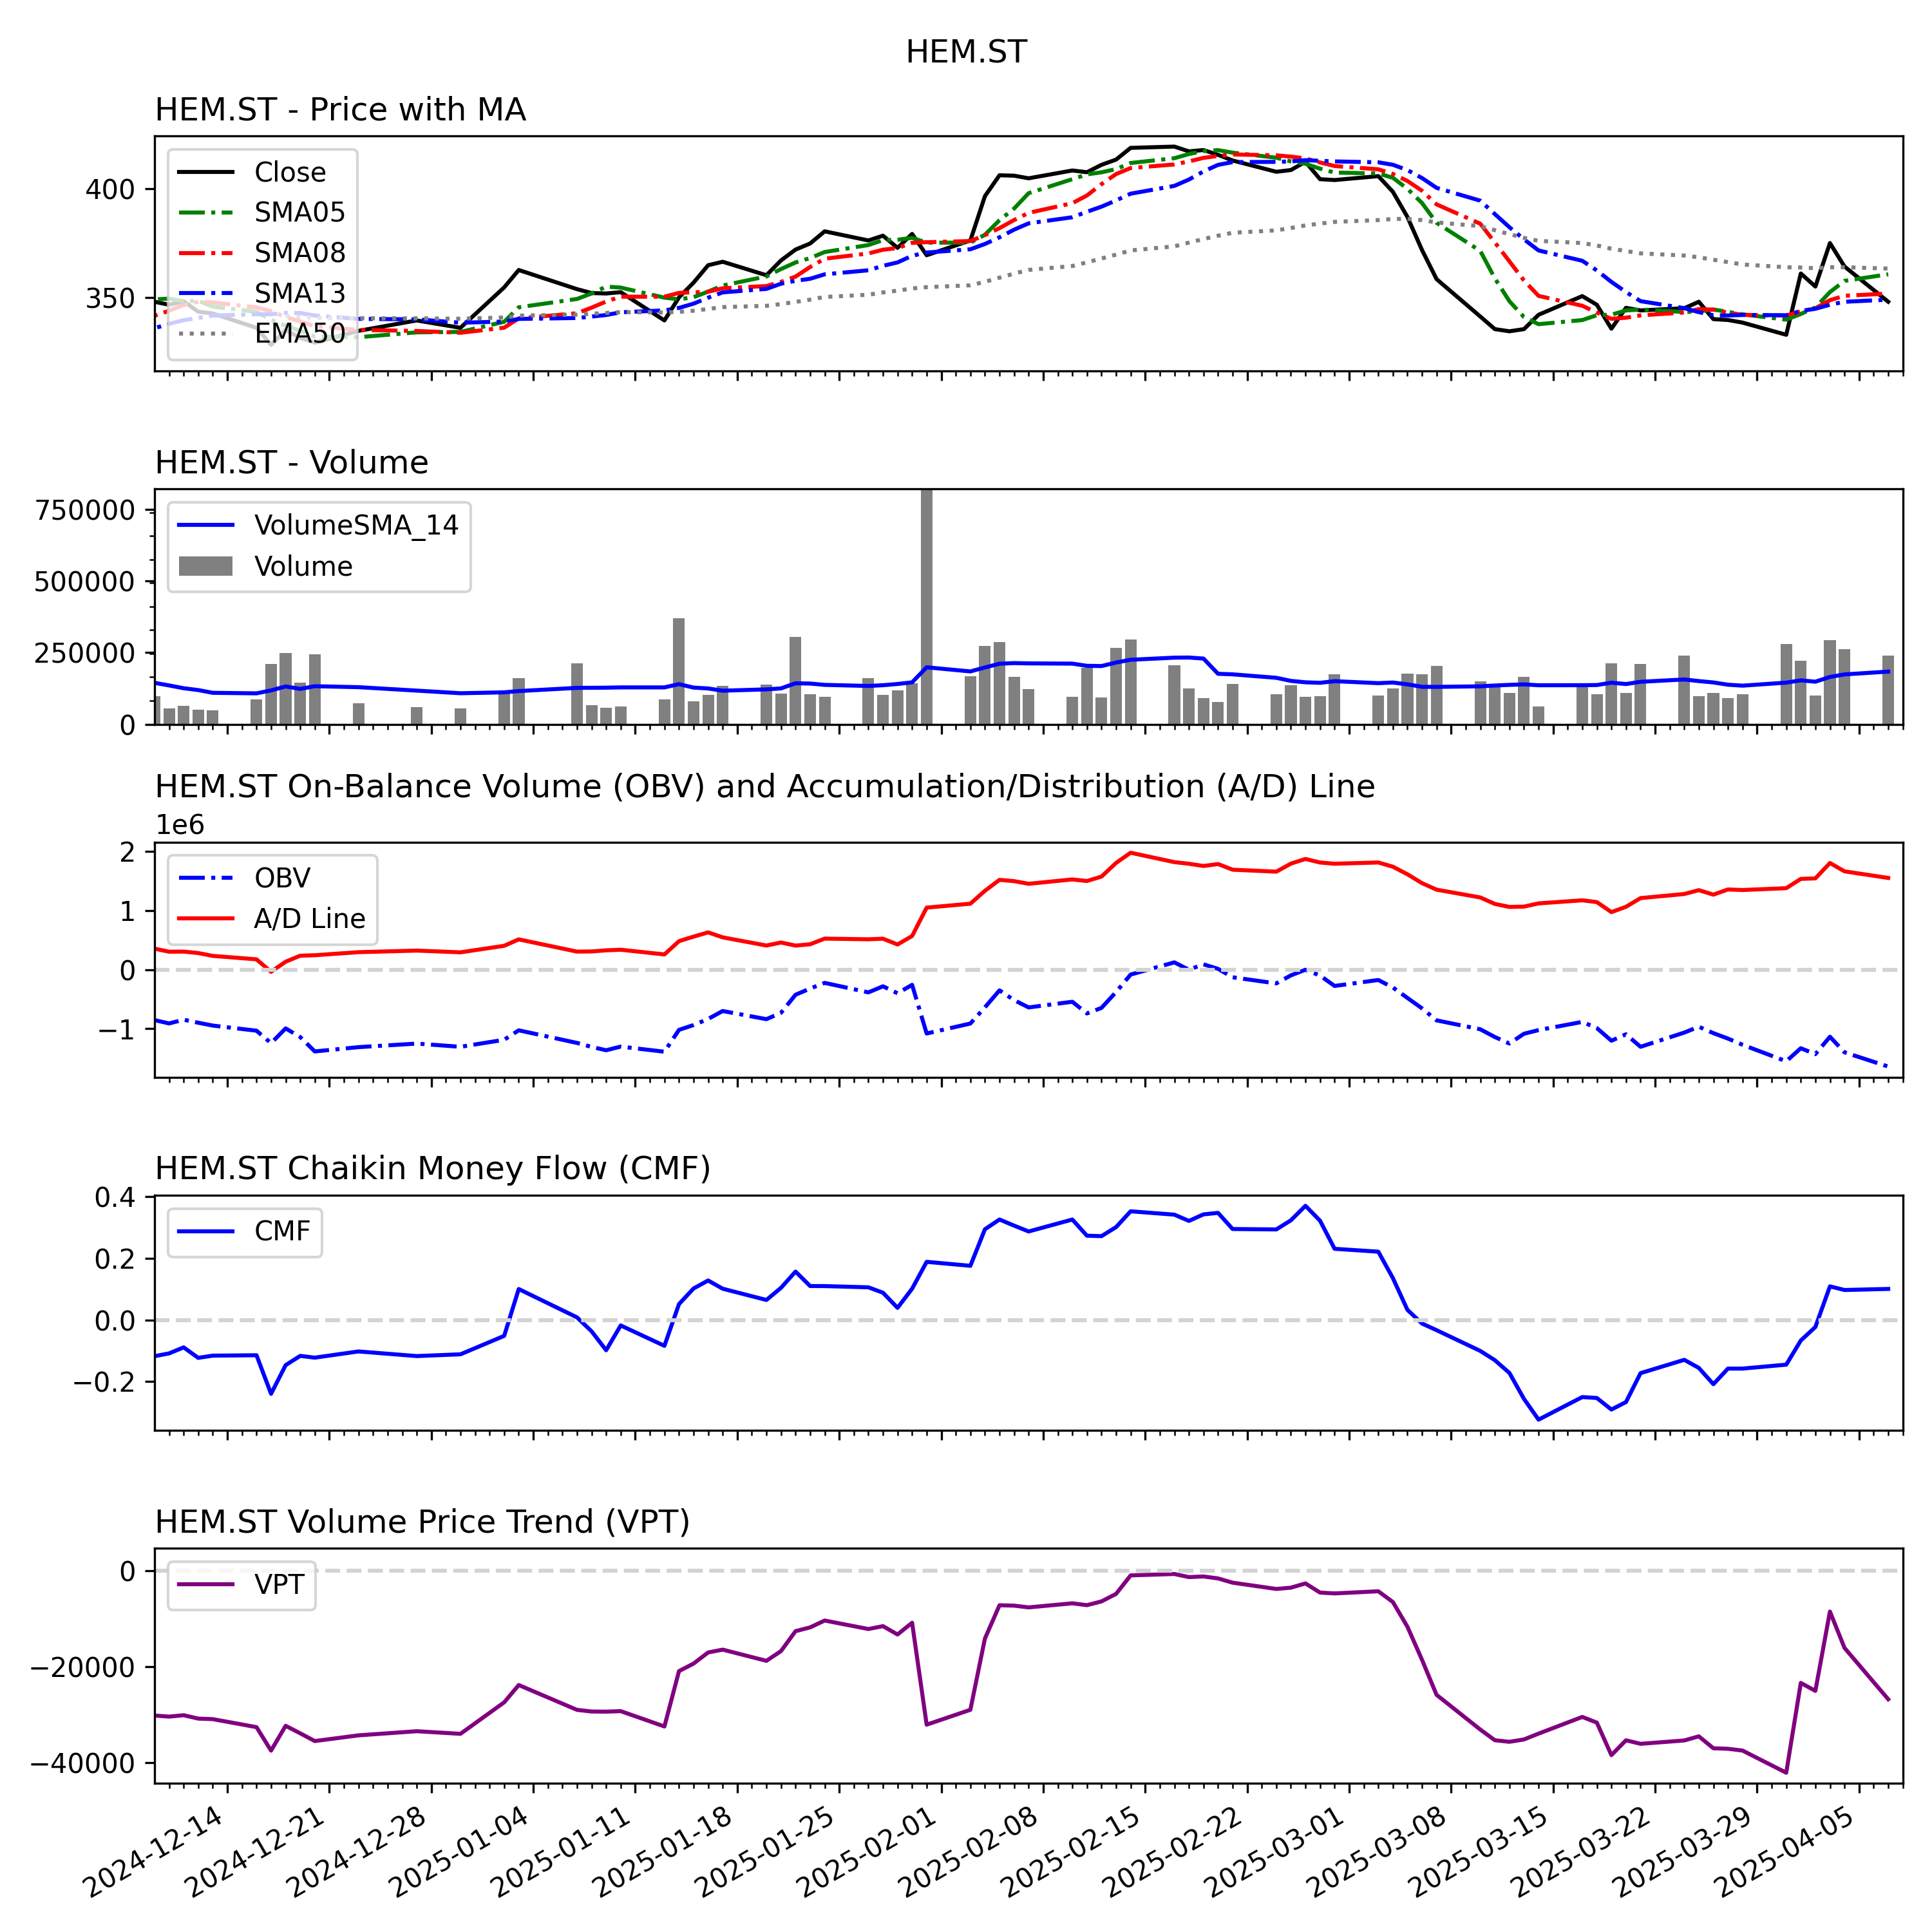 HEM.ST
HEM.ST - Price with MA
400
350
Close
SMA05
SMA08
SMA13
EMA50
HEM.ST - Volume
750000
500000
250000
0
VolumeSMA_14
Volume
HEM.ST On-Balance Volume (OBV) and Accumulation/Distribution (A/D) Line
1e6
2
1
0
−1
OBV
A/D Line
HEM.ST Chaikin Money Flow (CMF)
0.4
0.2
0.0
−0.2
CMF
HEM.ST Volume Price Trend (VPT)
0
−20000
−40000
VPT
2024-12-14
2024-12-21
2024-12-28
2025-01-04
2025-01-11
2025-01-18
2025-01-25
2025-02-01
2025-02-08
2025-02-15
2025-02-22
2025-03-01
2025-03-08
2025-03-15
2025-03-22
2025-03-29
2025-04-05